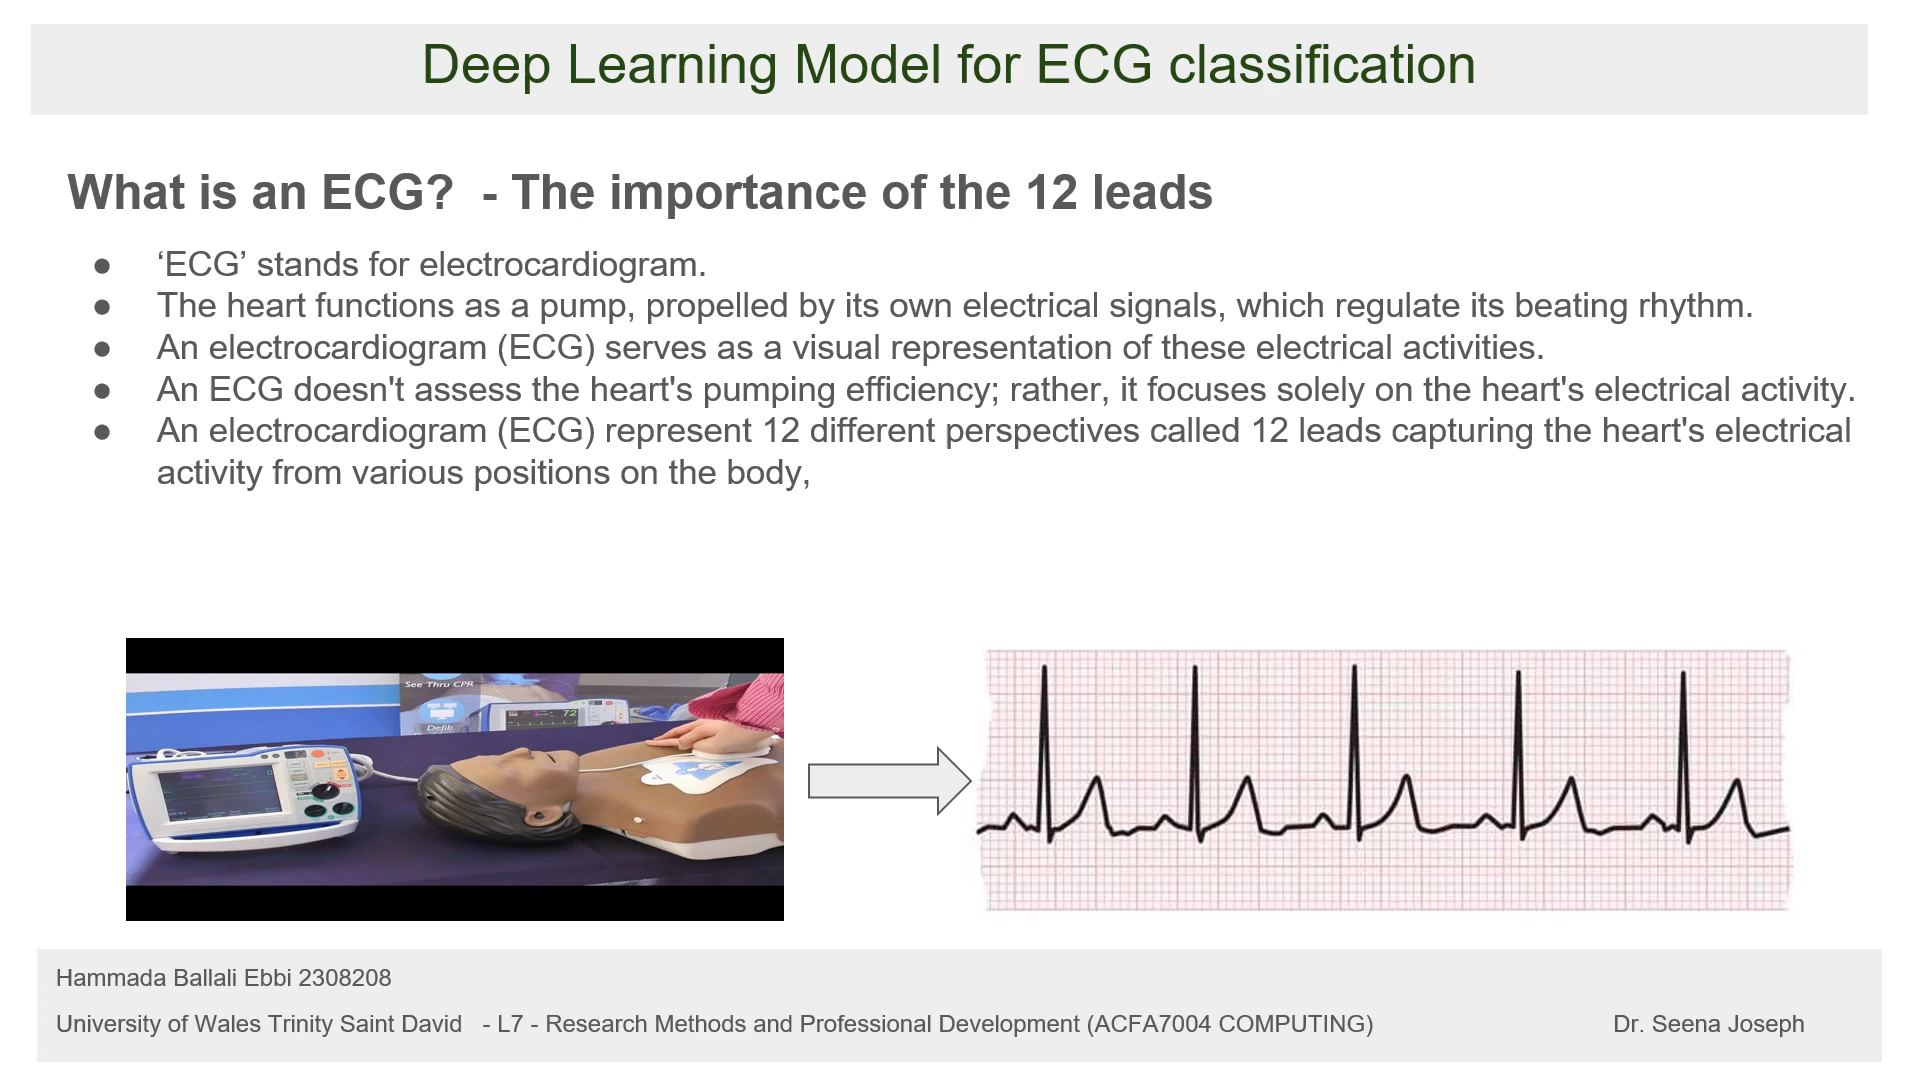 Deep Learning Model for ECG classification
What is an ECG?  - The importance of the 12 leads
● ‘ECG’ stands for electrocardiogram.
● The heart functions as a pump, propelled by its own electrical signals, which regulate its beating rhythm.
● An electrocardiogram (ECG) serves as a visual representation of these electrical activities.
● An ECG doesn't assess the heart's pumping efficiency; rather, it focuses solely on the heart's electrical activity.
● An electrocardiogram (ECG) represent 12 different perspectives called 12 leads capturing the heart's electrical
activity from various positions on the body,
See Thru CPR
Defib
72
Hammada Ballali Ebbi 2308208
University of Wales Trinity Saint David   - L7 - Research Methods and Professional Development (ACFA7004 COMPUTING)
Dr. Seena Joseph